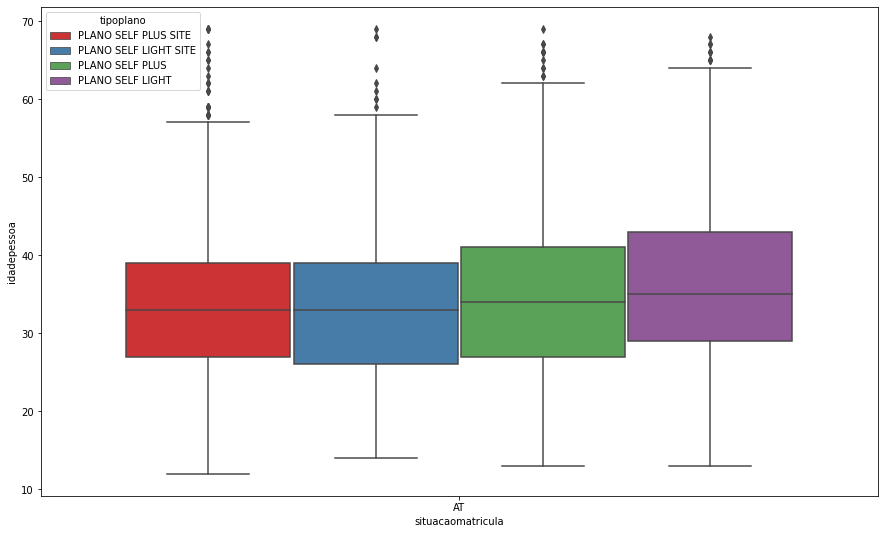 70
60
50
40
30
20
10
idadepessoa
tipoplano
PLANO SELF PLUS SITE
PLANO SELF LIGHT SITE
PLANO SELF PLUS
PLANO SELF LIGHT
AT
situacaomatricula